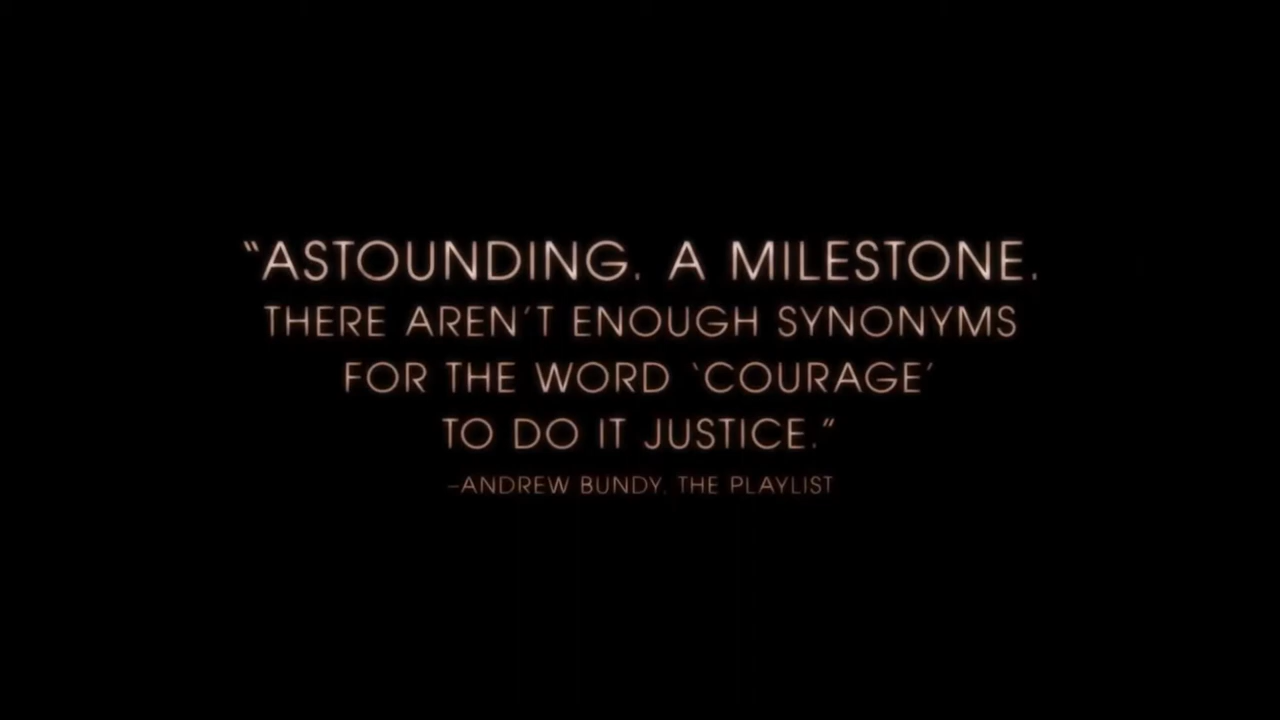 “ASTOUNDING. A MILESTONE.
THERE AREN’T ENOUGH SYNONYMS
FOR THE WORD ‘COURAGE’
TO DO IT JUSTICE.”
–ANDREW BUNDY, THE PLAYLIST